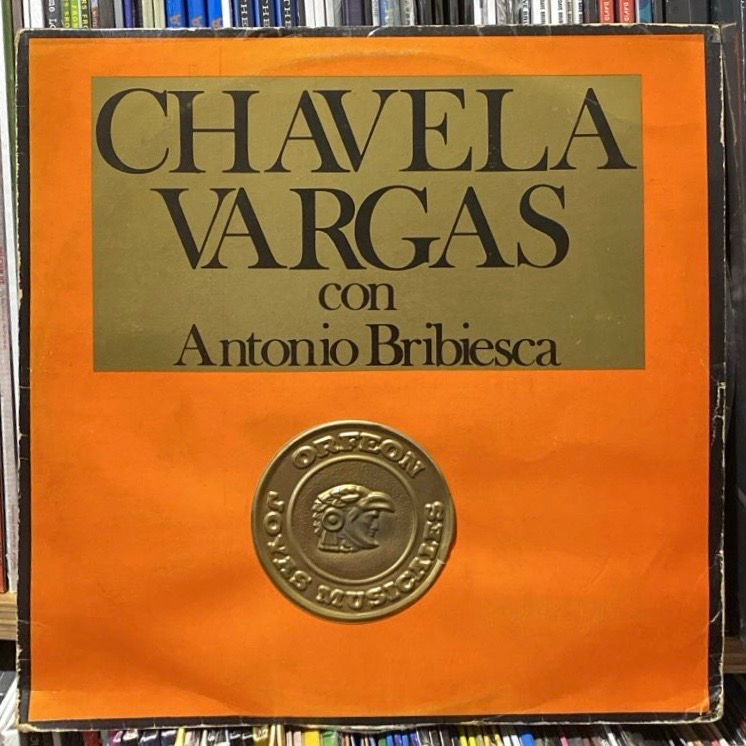 CHAVELA
VARGAS
con
Antonio Bribiesca
ORFEON
JOYAS MUSICALES